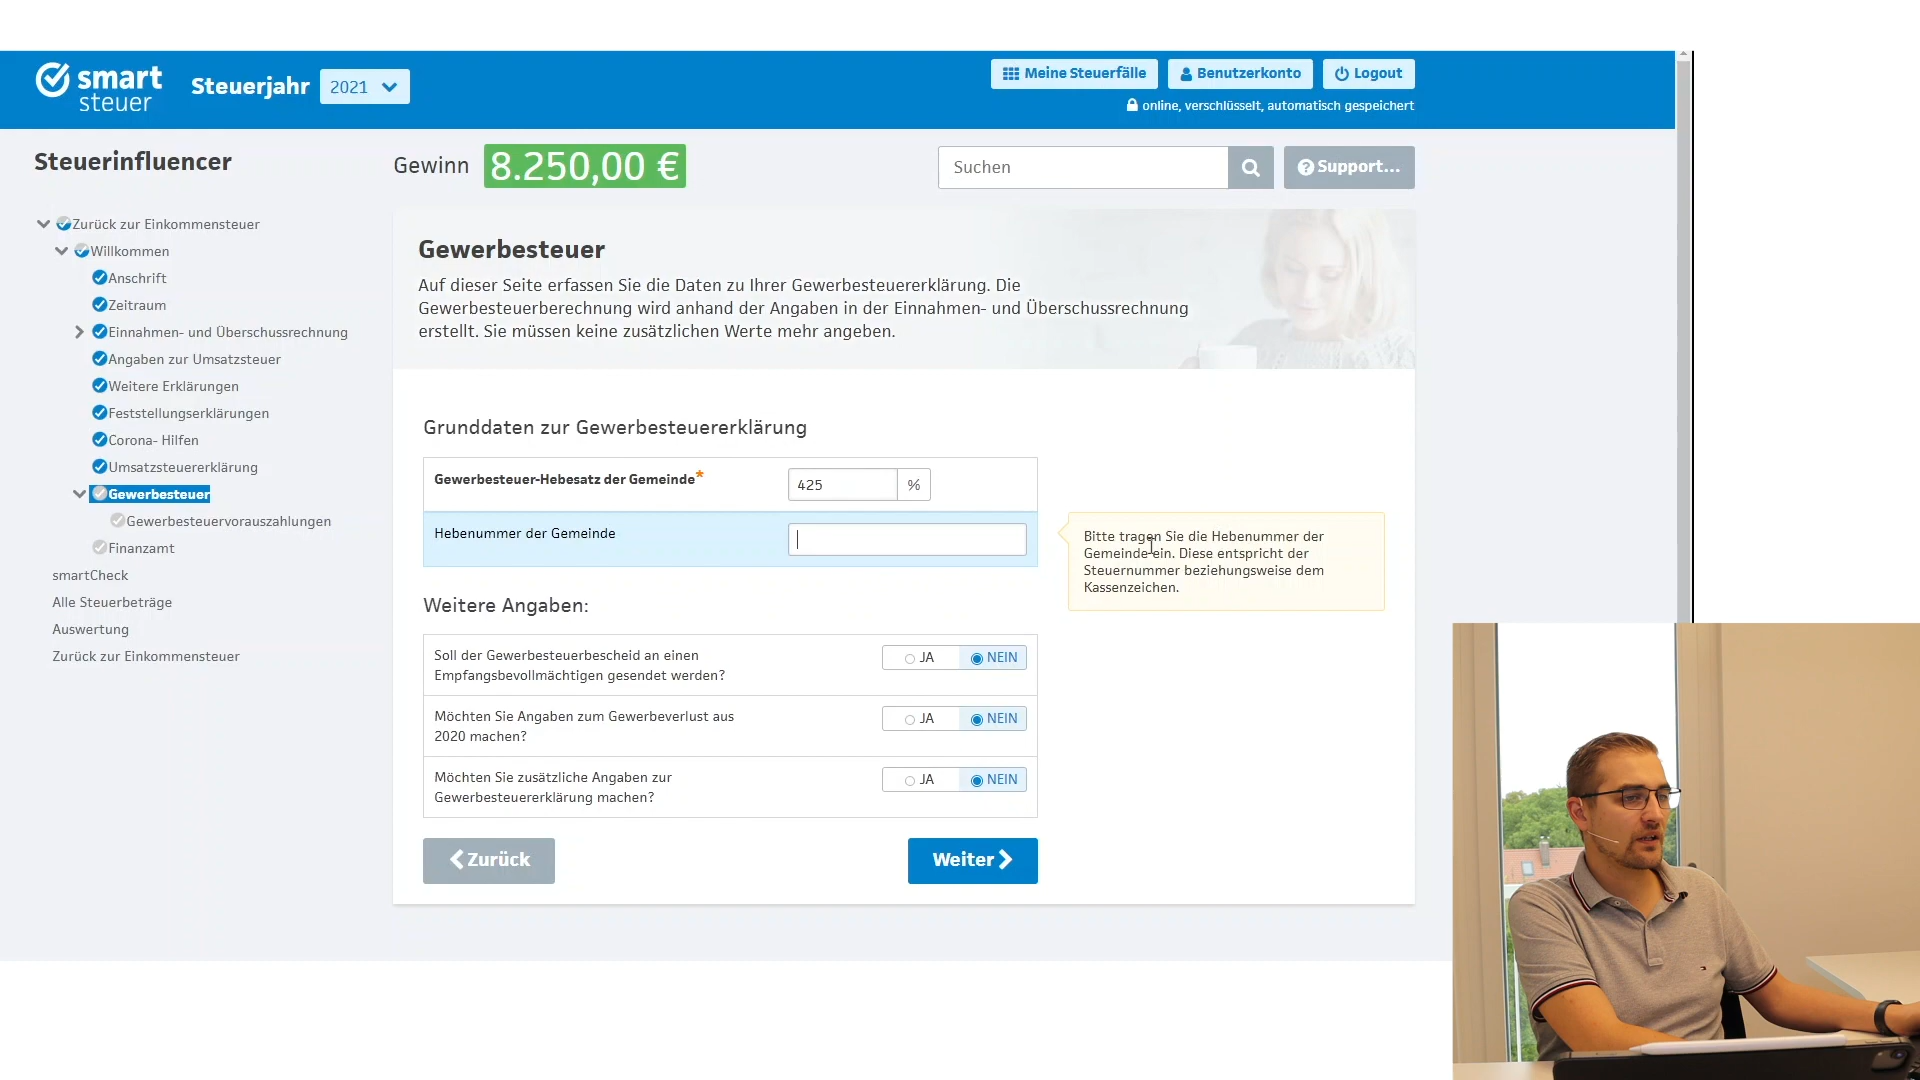 smart
steuer
Steuerjahr
2021
Meine Steuerfälle
Benutzerkonto
Logout
online, verschlüsselt, automatisch gespeichert
Steuerinfluencer
Gewinn
8.250,00 €
Suchen
Support...
Zurück zur Einkommensteuer
Willkommen
Anschrift
Zeitraum
Einnahmen- und Überschussrechnung
Angaben zur Umsatzsteuer
Weitere Erklärungen
Feststellungserklärungen
Corona- Hilfen
Umsatzsteuererklärung
Gewerbesteuer
Gewerbesteuervorauszahlungen
Finanzamt
smartCheck
Alle Steuerbeträge
Auswertung
Zurück zur Einkommensteuer
Gewerbesteuer
Auf dieser Seite erfassen Sie die Daten zu Ihrer Gewerbesteuererklärung. Die
Gewerbesteuerberechnung wird anhand der Angaben in der Einnahmen- und Überschussrechnung
erstellt. Sie müssen keine zusätzlichen Werte mehr angeben.
Grunddaten zur Gewerbesteuererklärung
Gewerbesteuer-Hebesatz der Gemeinde*
425
%
Hebenummer der Gemeinde
Bitte tragen Sie die Hebenummer der
Gemeinde ein. Diese entspricht der
Steuernummer beziehungsweise dem
Kassenzeichen.
Weitere Angaben:
Soll der Gewerbesteuerbescheid an einen
Empfangsbevollmächtigen gesendet werden?
JA
NEIN
Möchten Sie Angaben zum Gewerbeverlust aus
2020 machen?
JA
NEIN
Möchten Sie zusätzliche Angaben zur
Gewerbesteuererklärung machen?
JA
NEIN
Zurück
Weiter